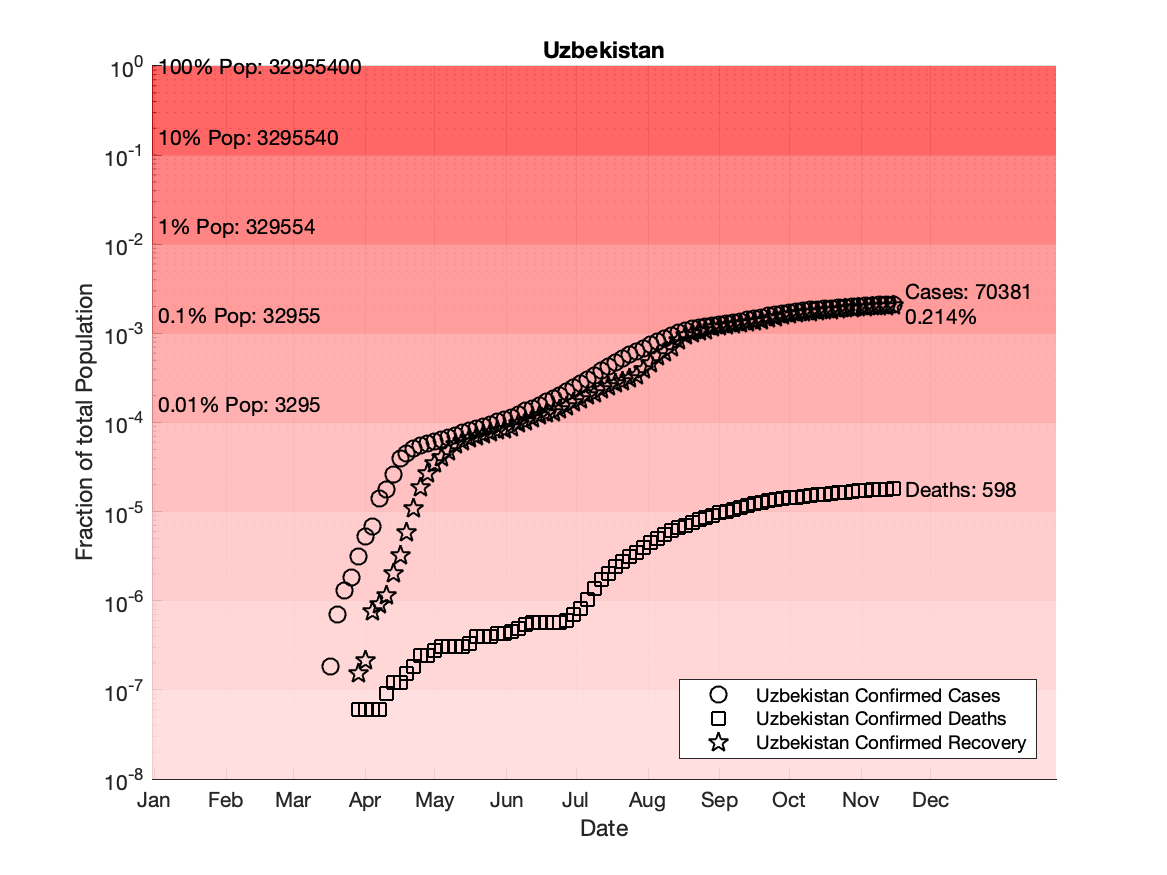 Uzbekistan
10^0
10^-1
10^-2
10^-3
10^-4
10^-5
10^-6
10^-7
10^-8
Fraction of total Population
100% Pop: 32955400
10% Pop: 3295540
1% Pop: 329554
0.1% Pop: 32955
0.01% Pop: 3295
Cases: 70381
0.214%
Deaths: 598
Uzbekistan Confirmed Cases
Uzbekistan Confirmed Deaths
Uzbekistan Confirmed Recovery
Jan Feb Mar Apr May Jun Jul Aug Sep Oct Nov Dec
Date